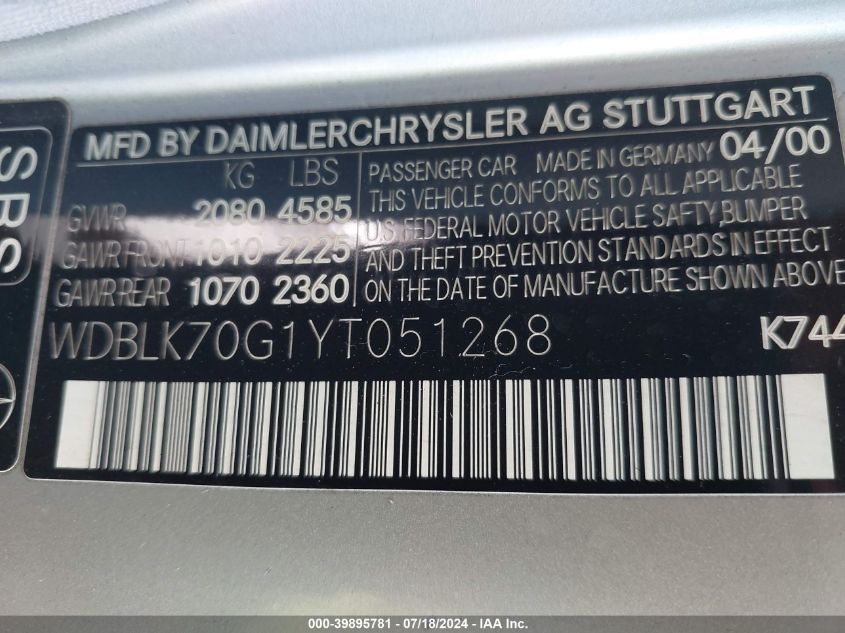 SRS
MFD BY DAIMLERCHRYSLER AG STUTTGART
KG LBS
GVWR 2080 4585
GAWR FRONT 1010 2225
GAWR REAR 1070 2360
PASSENGER CAR MADE IN GERMANY 04/00
THIS VEHICLE CONFORMS TO ALL APPLICABLE
U.S. FEDERAL MOTOR VEHICLE SAFTY,BUMPER
AND THEFT PREVENTION STANDARDS IN EFFECT
ON THE DATE OF MANUFACTURE SHOWN ABOVE
WDBLK70G1YT051268 K744
000-39895781 - 07/18/2024 - IAA Inc.